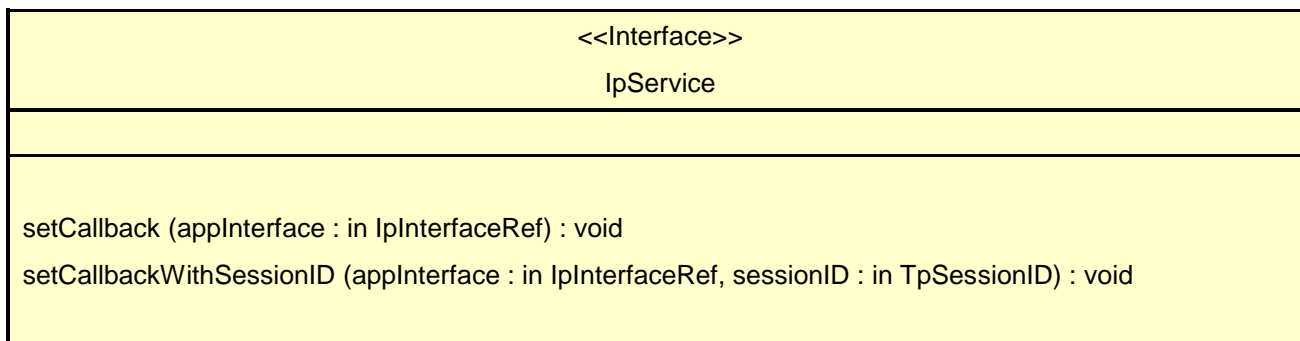 <<Interface>>
IpService
setCallback (appInterface : in IpInterfaceRef) : void
setCallbackWithSessionID (appInterface : in IpInterfaceRef, sessionID : in TpSessionID) : void